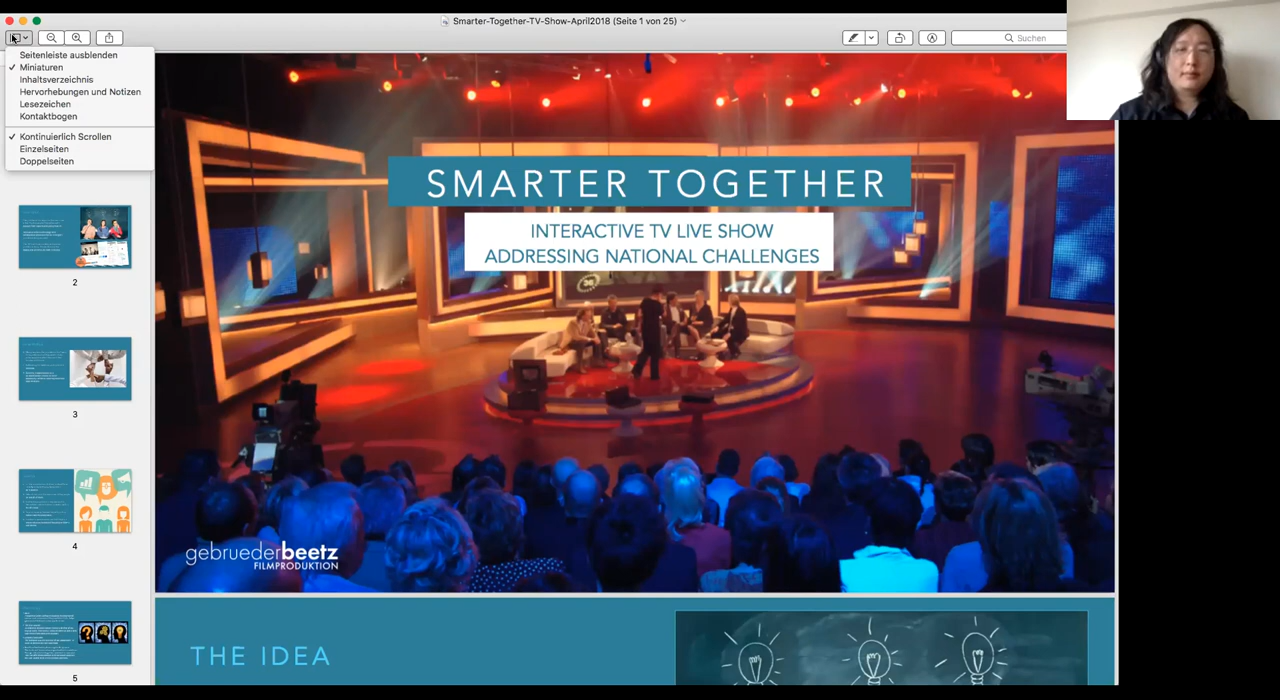 Smarter-Together-TV-Show-April2018 (Seite 1 von 25)
Suchen
Seitenleiste ausblenden
✓ Miniaturen
Inhaltsverzeichnis
Hervorhebungen und Notizen
Lesezeichen
Kontaktbogen
✓ Kontinuierlich Scrollen
Einzelseiten
Doppelseiten
2
3
4
5
SMARTER TOGETHER
INTERACTIVE TV LIVE SHOW
ADDRESSING NATIONAL CHALLENGES
gebruederbeetz
FILMPRODUKTION
THE IDEA